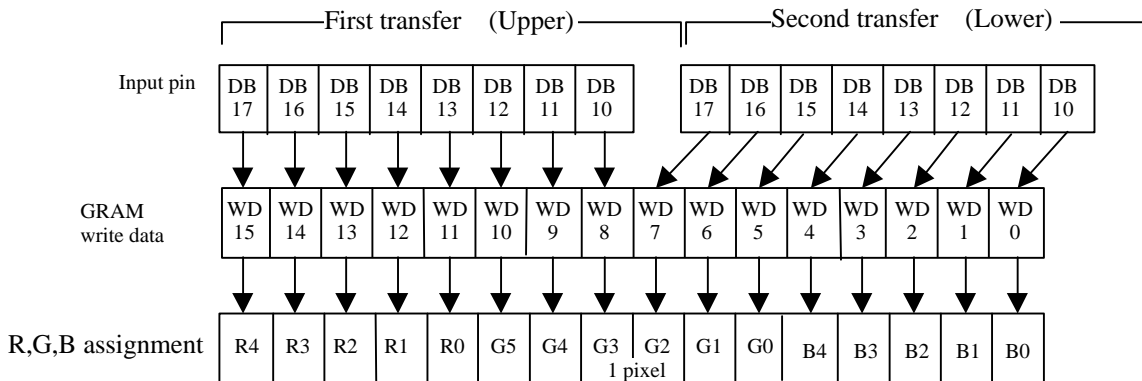 First transfer (Upper) Second transfer (Lower)
Input pin DB 17 DB 16 DB 15 DB 14 DB 13 DB 12 DB 11 DB 10 DB 17 DB 16 DB 15 DB 14 DB 13 DB 12 DB 11 DB 10
GRAM write data WD 15 WD 14 WD 13 WD 12 WD 11 WD 10 WD 9 WD 8 WD 7 WD 6 WD 5 WD 4 WD 3 WD 2 WD 1 WD 0
R,G,B assignment R4 R3 R2 R1 R0 G5 G4 G3 G2 G1 G0 B4 B3 B2 B1 B0
1 pixel